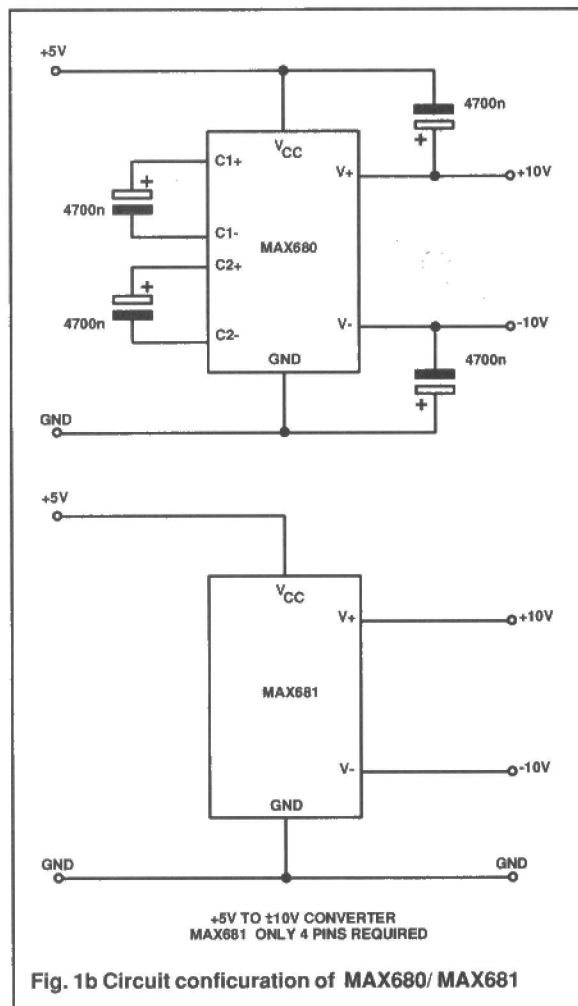 +5V
4700n
+
VCC
C1+
V+
+10V
+
4700n
C1-
MAX680
C2+
+
4700n
C2-
V-
-10V
GND
4700n
+
GND
+5V
VCC
V+
+10V
MAX681
V-
-10V
GND
GND
GND
+5V TO ±10V CONVERTER
MAX681 ONLY 4 PINS REQUIRED
Fig. 1b Circuit conficuration of MAX680/ MAX681